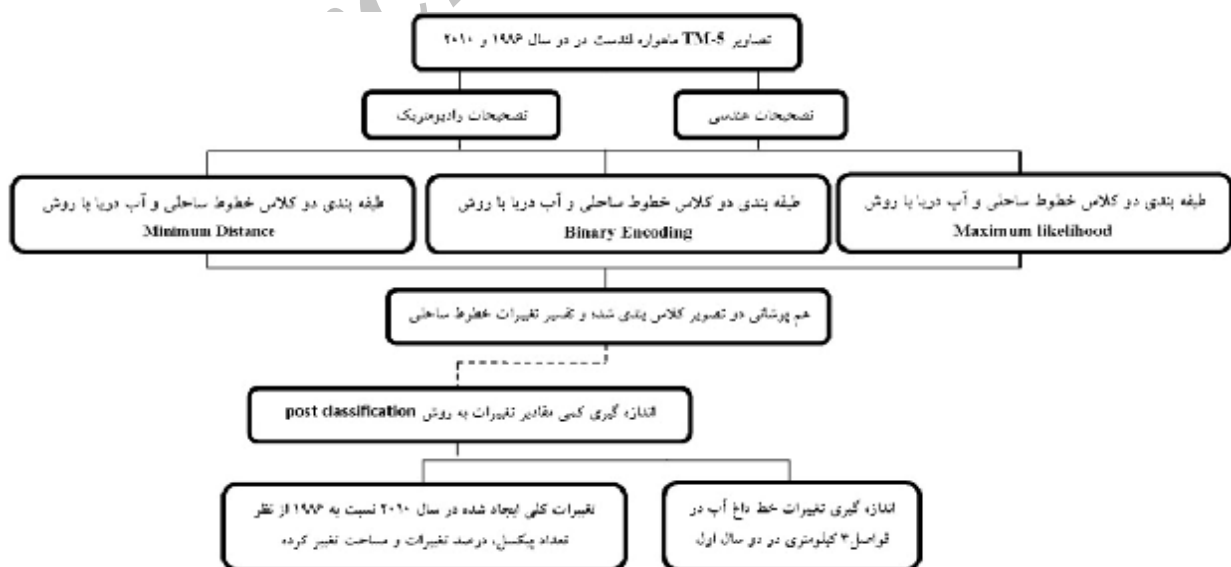 تصاویر TM-5 ماهواره لندست در دو سال ۱۹۸۶ و ۲۰۱۰
تصحیحات هندسی
تصحیحات رادیومتریک
طبقه بندی دو کلاس خطوط ساحلی و آب دریا با روش
Maximum likelihood
طبقه بندی دو کلاس خطوط ساحلی و آب دریا با روش
Binary Encoding
طبقه بندی دو کلاس خطوط ساحلی و آب دریا با روش
Minimum Distance
هم پوشانی دو تصویر کلاس بندی شده و تفسیر تغییرات خطوط ساحلی
اندازه گیری کمی مقادیر تغییرات به روش post classification
اندازه گیری تغییرات خط داغ آب در
فواصل ۳ کیلومتری در دو سال اول
تغییرات کلی ایجاد شده در سال ۲۰۱۰ نسبت به ۱۹۸۶ از نظر
تعداد پیکسل، درصد تغییرات و مساحت تغییر کرده